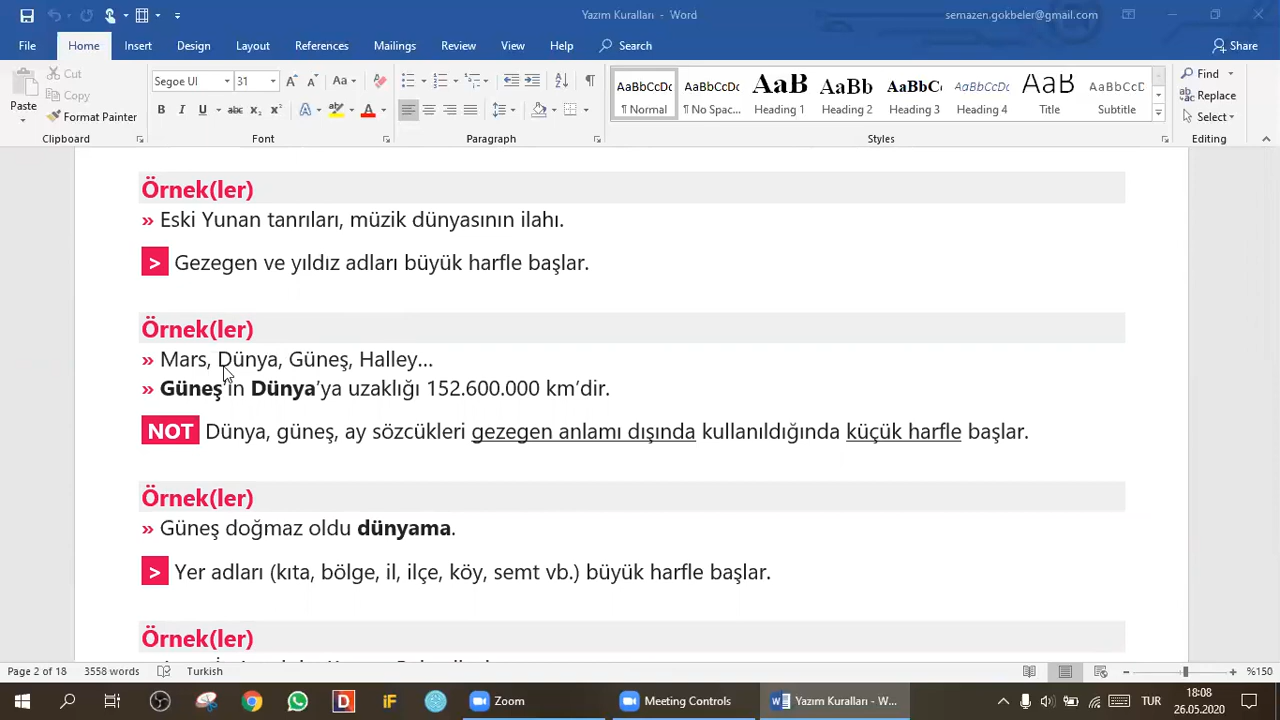 Yazım Kuralları - Word
semazen.gokbeler@gmail.com
File Home Insert Design Layout References Mailings Review View Help Search Share
Paste
Cut
Copy
Format Painter
Segoe UI 31
AaBbCcDc AaBbCcDc AaB AaBb AaBbC AaBbCcDd AaB AaBbCcD
¶ Normal ¶ No Spac... Heading 1 Heading 2 Heading 3 Heading 4 Title Subtitle
Find
Replace
Select
Clipboard Font Paragraph Styles Editing
Örnek(ler)
» Eski Yunan tanrıları, müzik dünyasının ilahı.
> Gezegen ve yıldız adları büyük harfle başlar.
Örnek(ler)
» Mars, Dünya, Güneş, Halley...
» Güneş'in Dünya'ya uzaklığı 152.600.000 km'dir.
NOT Dünya, güneş, ay sözcükleri gezegen anlamı dışında kullanıldığında küçük harfle başlar.
Örnek(ler)
» Güneş doğmaz oldu dünyama.
> Yer adları (kıta, bölge, il, ilçe, köy, semt vb.) büyük harfle başlar.
Örnek(ler)
Page 2 of 18 3558 words Turkish %150
Zoom Meeting Controls Yazım Kuralları - W... TUR 18:08
26.05.2020